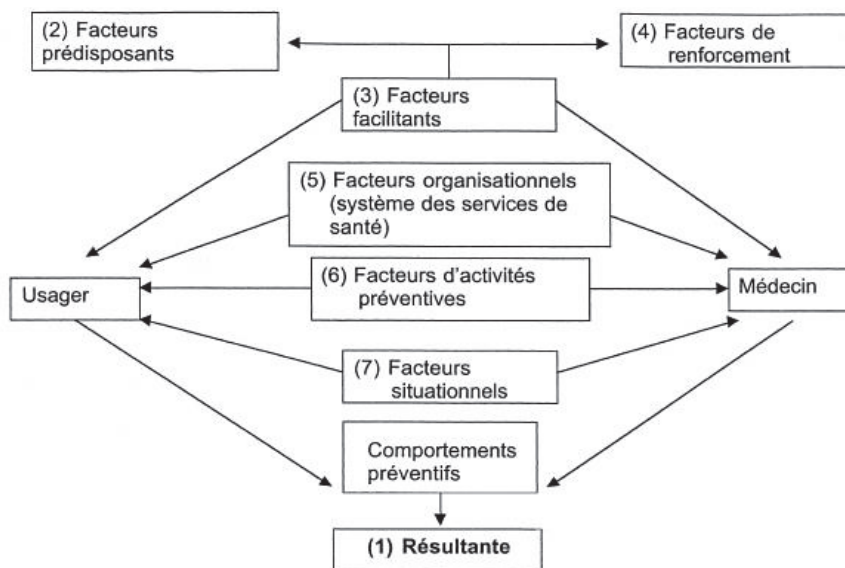 (2) Facteurs
prédisposants
(4) Facteurs de
renforcement
(3) Facteurs
facilitants
(5) Facteurs organisationnels
(système des services de
santé)
(6) Facteurs d'activités
préventives
Usager
Médecin
(7) Facteurs
situationnels
Comportements
préventifs
(1) Résultante